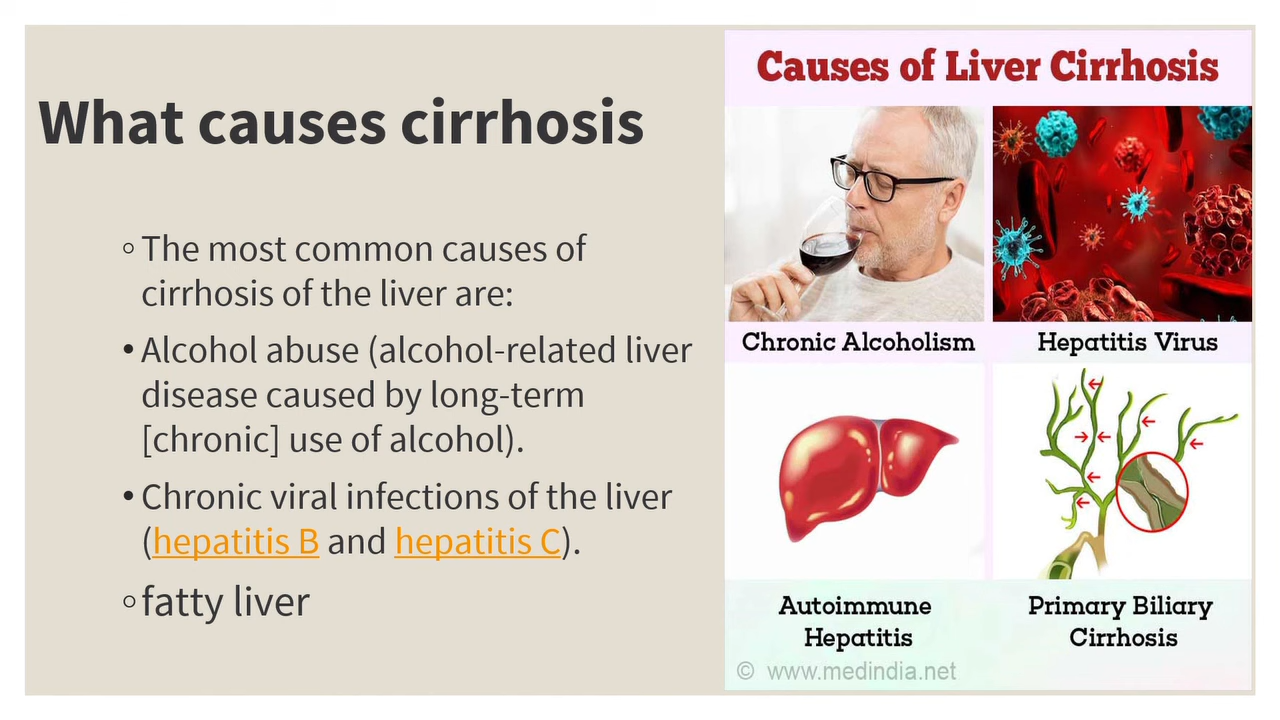 What causes cirrhosis
◦ The most common causes of
cirrhosis of the liver are:
• Alcohol abuse (alcohol-related liver
disease caused by long-term
[chronic] use of alcohol).
• Chronic viral infections of the liver
(hepatitis B and hepatitis C).
◦ fatty liver
Causes of Liver Cirrhosis
Chronic Alcoholism
Hepatitis Virus
Autoimmune
Hepatitis
Primary Biliary
Cirrhosis
© www.medindia.net